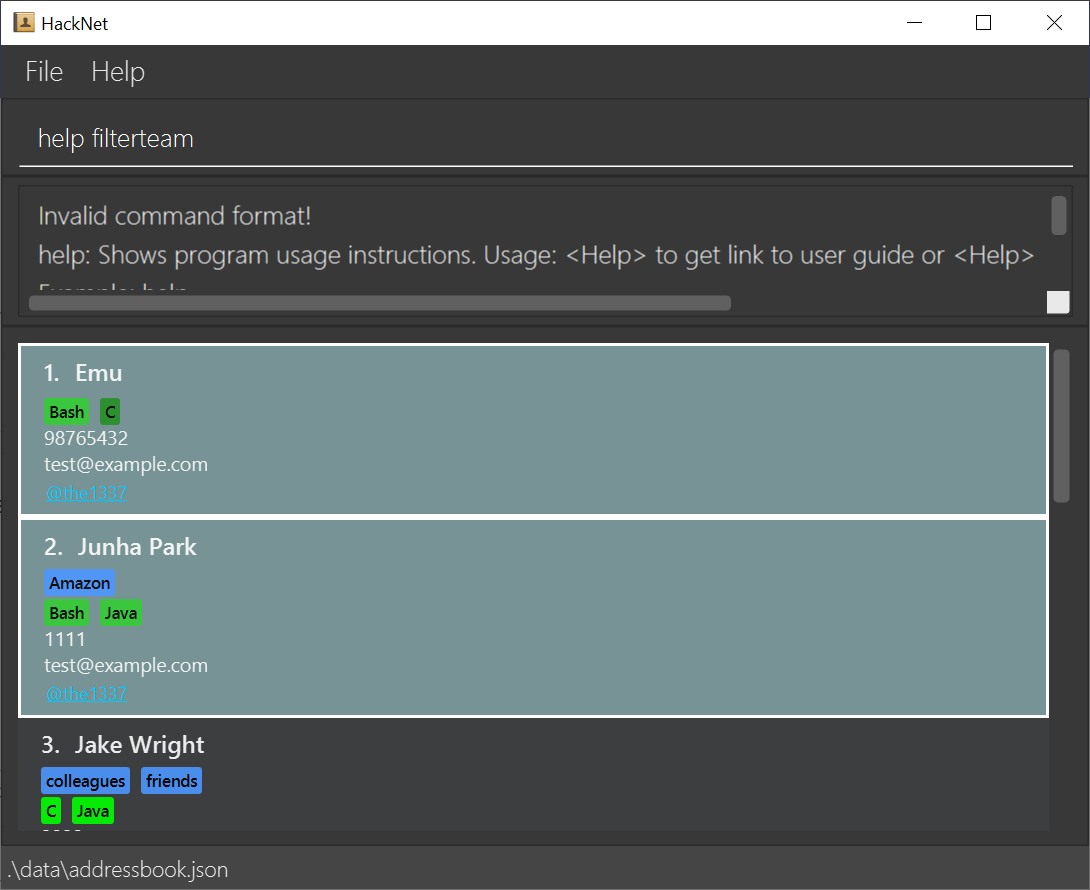 HackNet
File Help
help filterteam
Invalid command format!
help: Shows program usage instructions. Usage: <Help> to get link to user guide or <Help>
Example: help
1. Emu
Bash C
98765432
test@example.com
@the1337
2. Junha Park
Amazon
Bash Java
1111
test@example.com
@the1337
3. Jake Wright
colleagues friends
C Java
.\data\addressbook.json